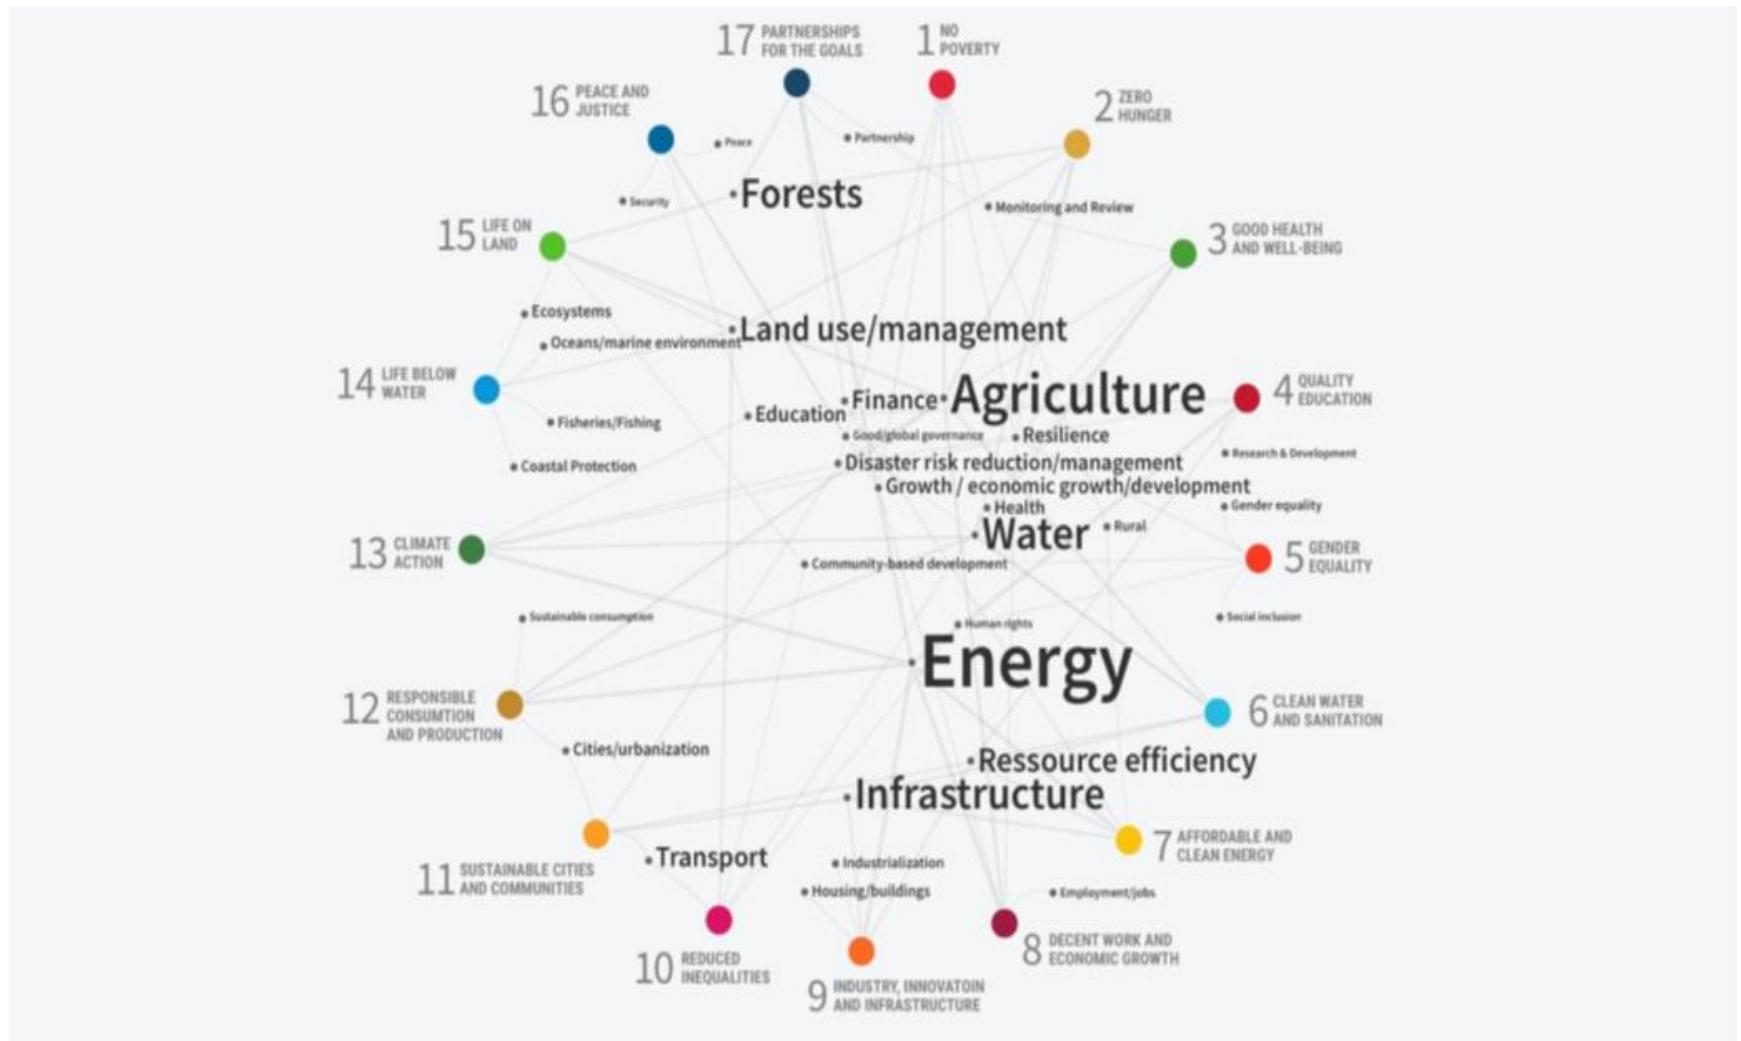 17 PARTNERSHIPS
FOR THE GOALS
1 NO
POVERTY
16 PEACE AND
JUSTICE
2 ZERO
HUNGER
Peace
Partnership
Forests
Security
Monitoring and Review
15 LIFE ON
LAND
3 GOOD HEALTH
AND WELL-BEING
Ecosystems
Oceans/marine environment
Land use/management
14 LIFE BELOW
WATER
4 QUALITY
EDUCATION
Finance
Agriculture
Education
Fisheries/Fishing
Good/global governance
Resilience
Research & Development
Coastal Protection
Disaster risk reduction/management
Growth / economic growth/development
Health
Gender equality
Water
Rural
13 CLIMATE
ACTION
5 GENDER
EQUALITY
Community-based development
Sustainable consumption
Human rights
Social inclusion
Energy
12 RESPONSIBLE
CONSUMTION
AND PRODUCTION
6 CLEAN WATER
AND SANITATION
Cities/urbanization
Ressource efficiency
Infrastructure
7 AFFORDABLE AND
CLEAN ENERGY
Transport
Industrialization
11 SUSTAINABLE CITIES
AND COMMUNITIES
Housing/buildings
Employment/jobs
10 REDUCED
INEQUALITIES
8 DECENT WORK AND
ECONOMIC GROWTH
9 INDUSTRY, INNOVATOIN
AND INFRASTRUCTURE